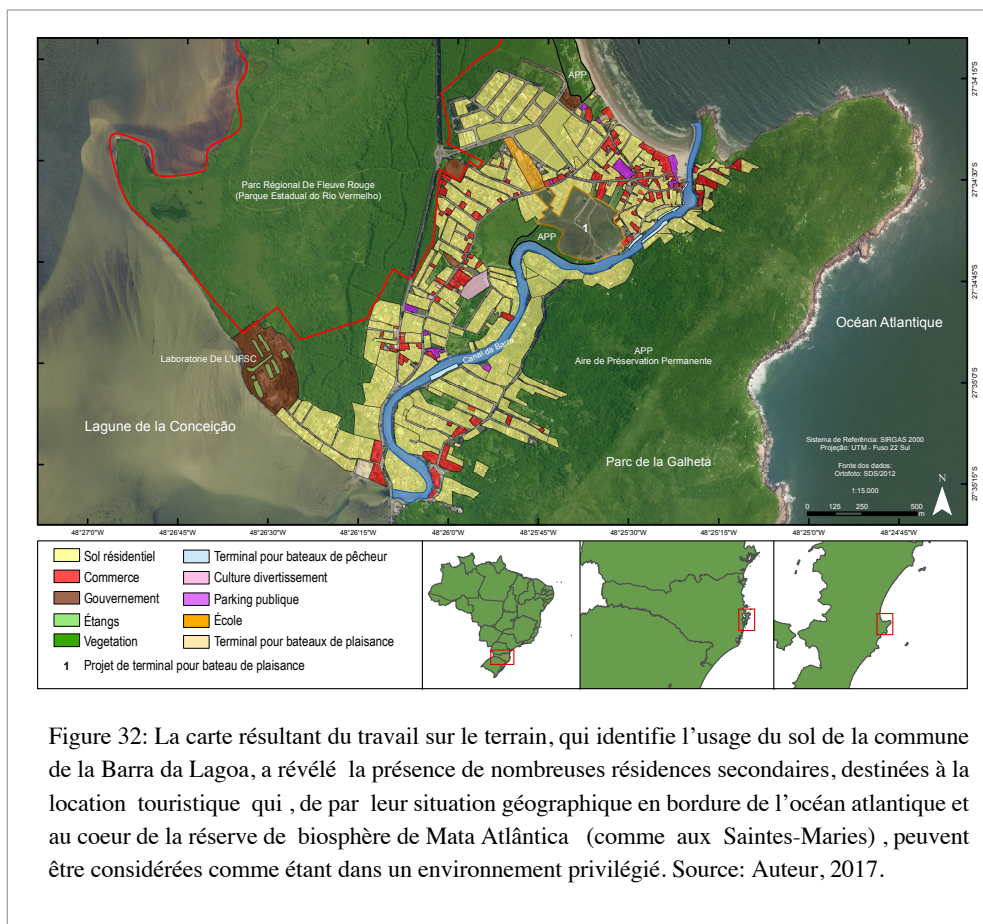 APP
27°34'15"S
Parc Régional De Fleuve Rouge
(Parque Estadual do Rio Vermelho)
27°34'30"S
1
APP
27°34'45"S
Océan Atlantique
Laboratorie De L'UFSC
Canal da Barra
APP
Aire de Préservation Permanente
27°35'0"S
Lagune de la Conceição
Parc de la Galheta
Sistema de Referência: SIRGAS 2000
Projeção: UTM - Fuso 22 Sul
Fonte dos dados:
Ortofoto: SDS/2012
1:15.000
N
27°35'15"S
0 125 250 500
m
48°27'0"W 48°26'45"W 48°26'30"W 48°26'15"W 48°26'0"W 48°25'45"W 48°25'30"W 48°25'15"W 48°25'0"W 48°24'45"W
Sol résidentiel
Commerce
Gouvernement
Étangs
Vegetation
Terminal pour bateaux de pêcheur
Culture divertissement
Parking publique
École
Terminal pour bateaux de plaisance
1 Projet de terminal pour bateau de plaisance
Figure 32: La carte résultant du travail sur le terrain, qui identifie l'usage du sol de la commune
de la Barra da Lagoa, a révélé la présence de nombreuses résidences secondaires, destinées à la
location touristique qui , de par leur situation géographique en bordure de l'océan atlantique et
au coeur de la réserve de biosphère de Mata Atlântica (comme aux Saintes-Maries) , peuvent
être considérées comme étant dans un environnement privilégié. Source: Auteur, 2017.